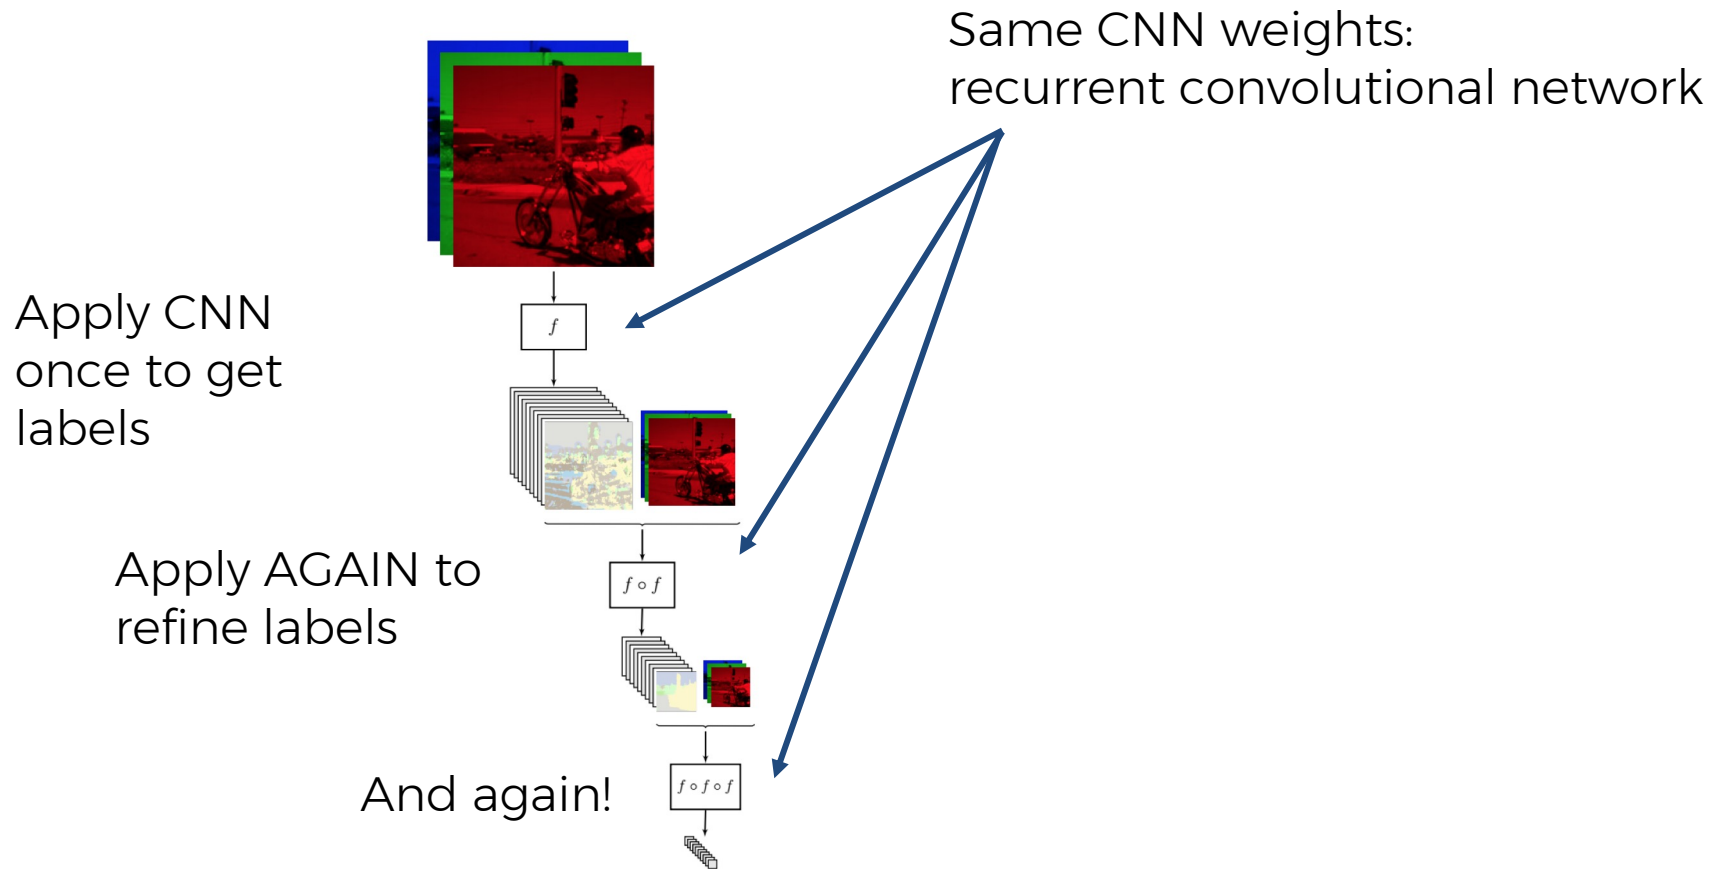 Same CNN weights:
recurrent convolutional network
Apply CNN
once to get
labels
f
Apply AGAIN to
refine labels
f ∘ f
And again!
f ∘ f ∘ f